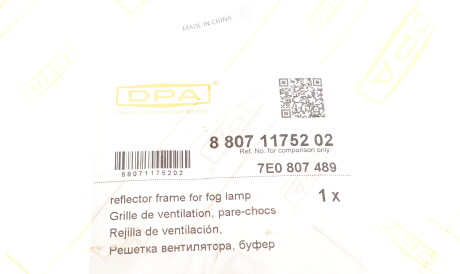 MADE IN CHINA
DPA
8 807 11752 02
Ref. No. for comparison only
88071175202
7E0 807 489
reflector frame for fog lamp
1 x
Grille de ventilation, pare-chocs
Rejilla de ventilación,
Решетка вентилятора, буфер